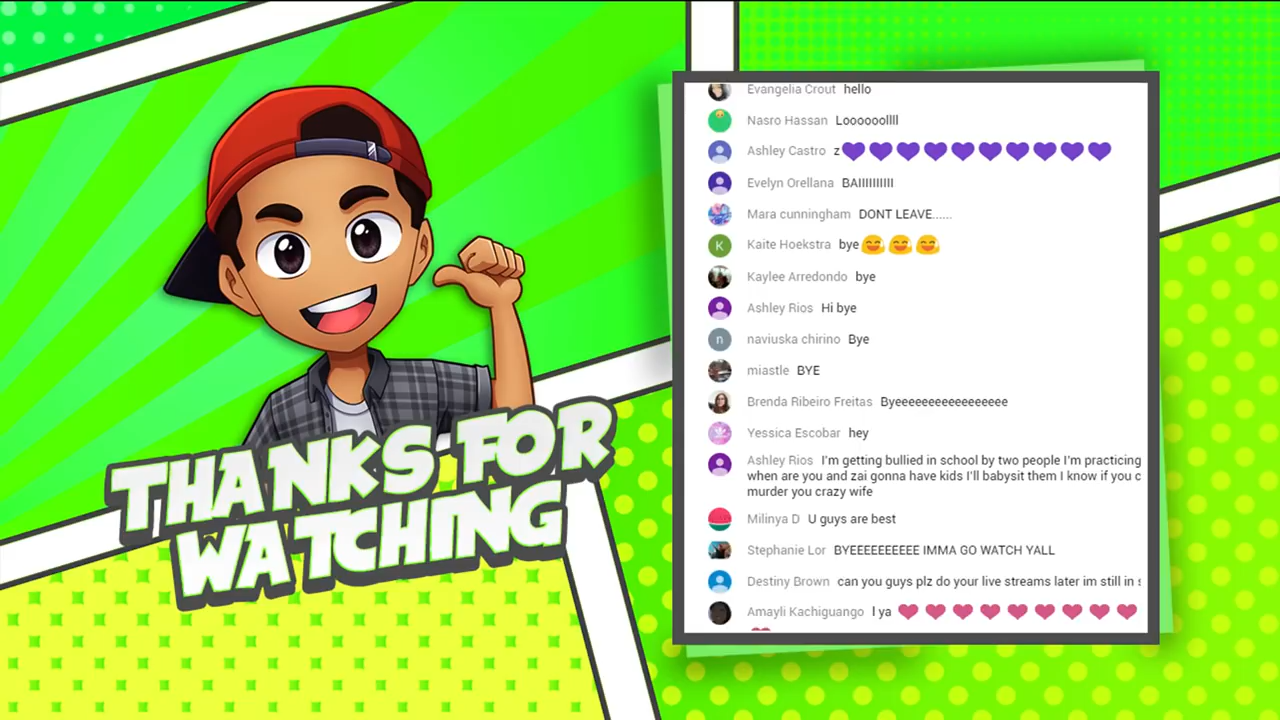 THANKS FOR
WATCHING
Evangelia Crout hello
Nasro Hassan Loooooollll
Ashley Castro z💜💜💜💜💜💜💜💜💜💜
Evelyn Orellana BAIIIIIIIIII
Mara cunningham DONT LEAVE......
K
Kaite Hoekstra bye😄😄😄
Kaylee Arredondo bye
Ashley Rios Hi bye
n
naviuska chirino Bye
miastle BYE
Brenda Ribeiro Freitas Byeeeeeeeeeeeeeeeee
Yessica Escobar hey
Ashley Rios I'm getting bullied in school by two people I'm practicing
when are you and zai gonna have kids I'll babysit them I know if you c
murder you crazy wife
Milinya D U guys are best
Stephanie Lor BYEEEEEEEEEE IMMA GO WATCH YALL
Destiny Brown can you guys plz do your live streams later im still in s
Amayli Kachiguango l ya ❤❤❤❤❤❤❤❤❤